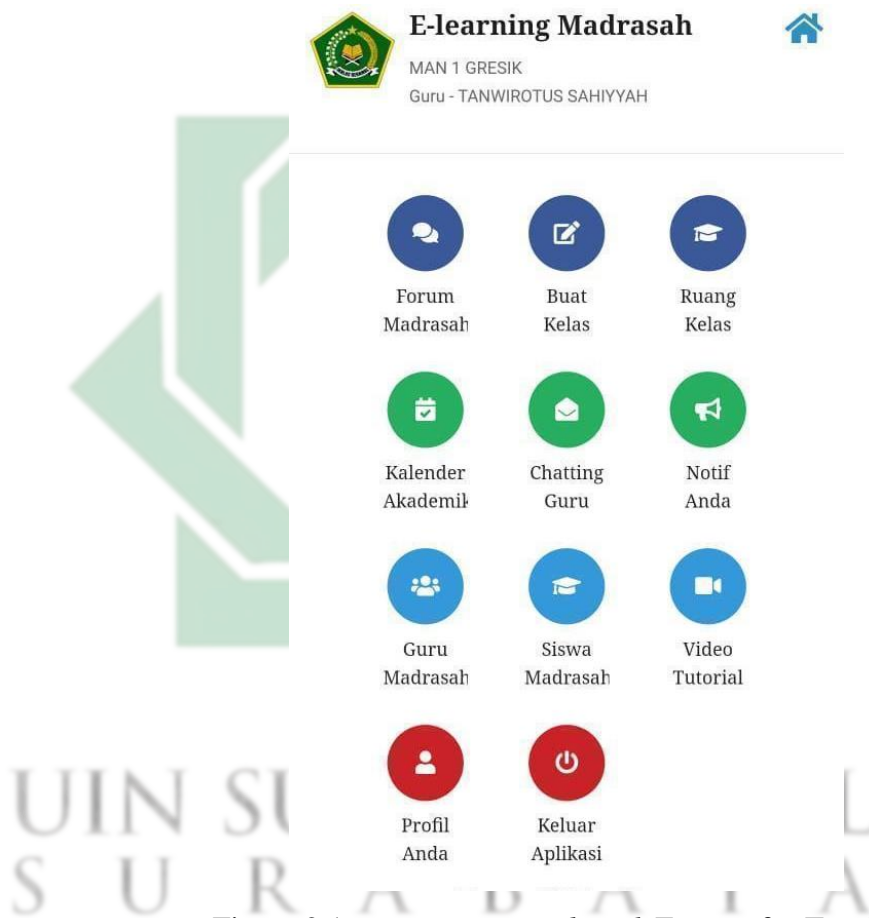 E-learning Madrasah
MAN 1 GRESIK
Guru - TANWIROTUS SAHIYYAH
Forum
Madrasah
Buat
Kelas
Ruang
Kelas
Kalender
Akademik
Chatting
Guru
Notif
Anda
Guru
Madrasah
Siswa
Madrasah
Video
Tutorial
Profil
Anda
Keluar
Aplikasi
UIN
S U R A B A Y A